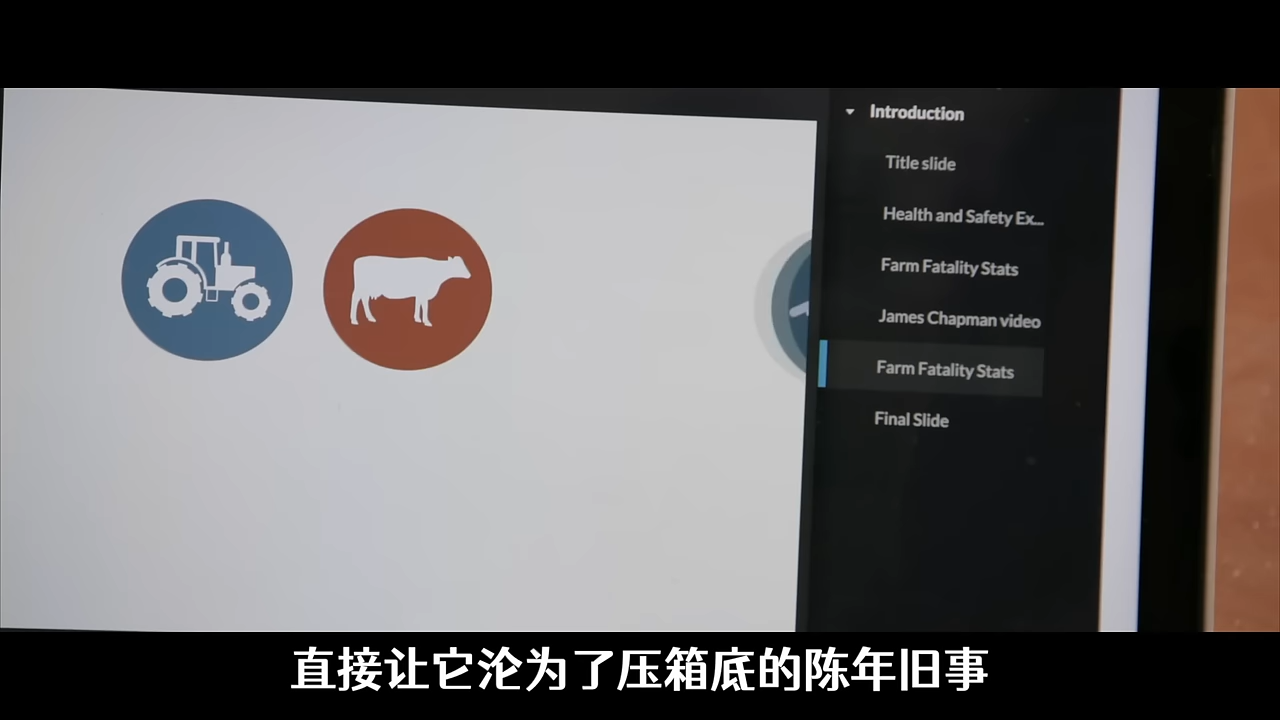 Introduction
Title slide
Health and Safety Ex...
Farm Fatality Stats
James Chapman video
Farm Fatality Stats
Final Slide
直接让它沦为了压箱底的陈年旧事